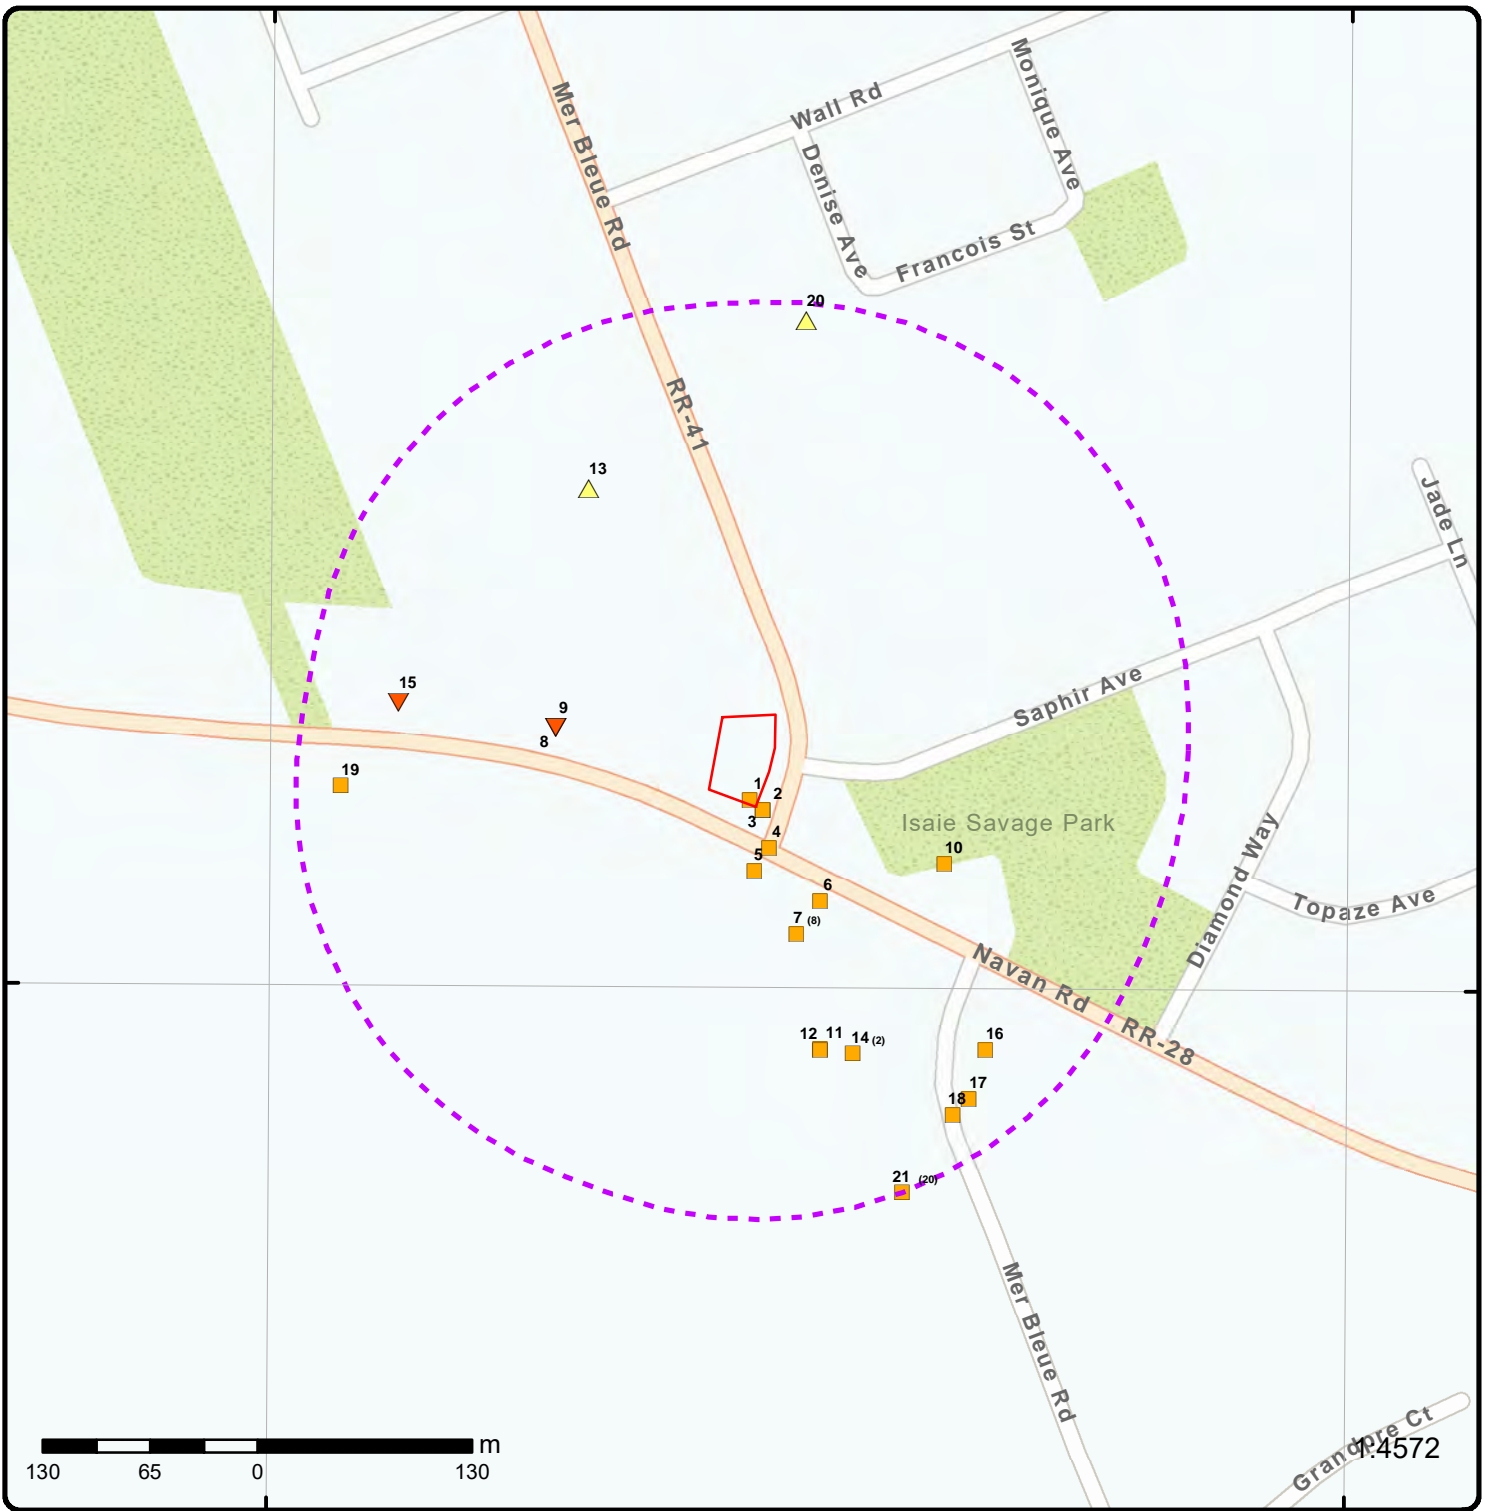 Wall Rd
Monique Ave
Mer Bleue Rd
Denise Ave
Francois St
20
RR-41
13
Jade Ln
15
Saphir Ave
9
8
19
1
2
3
Isaie Savage Park
4
5
10
Diamond Way
6
Topaze Ave
7 (8)
Navan Rd
RR-28
12
11
14 (2)
16
17
18
21 (20)
Mer Bleue Rd
Grandpre Ct
1:4572
m
130
65
0
130